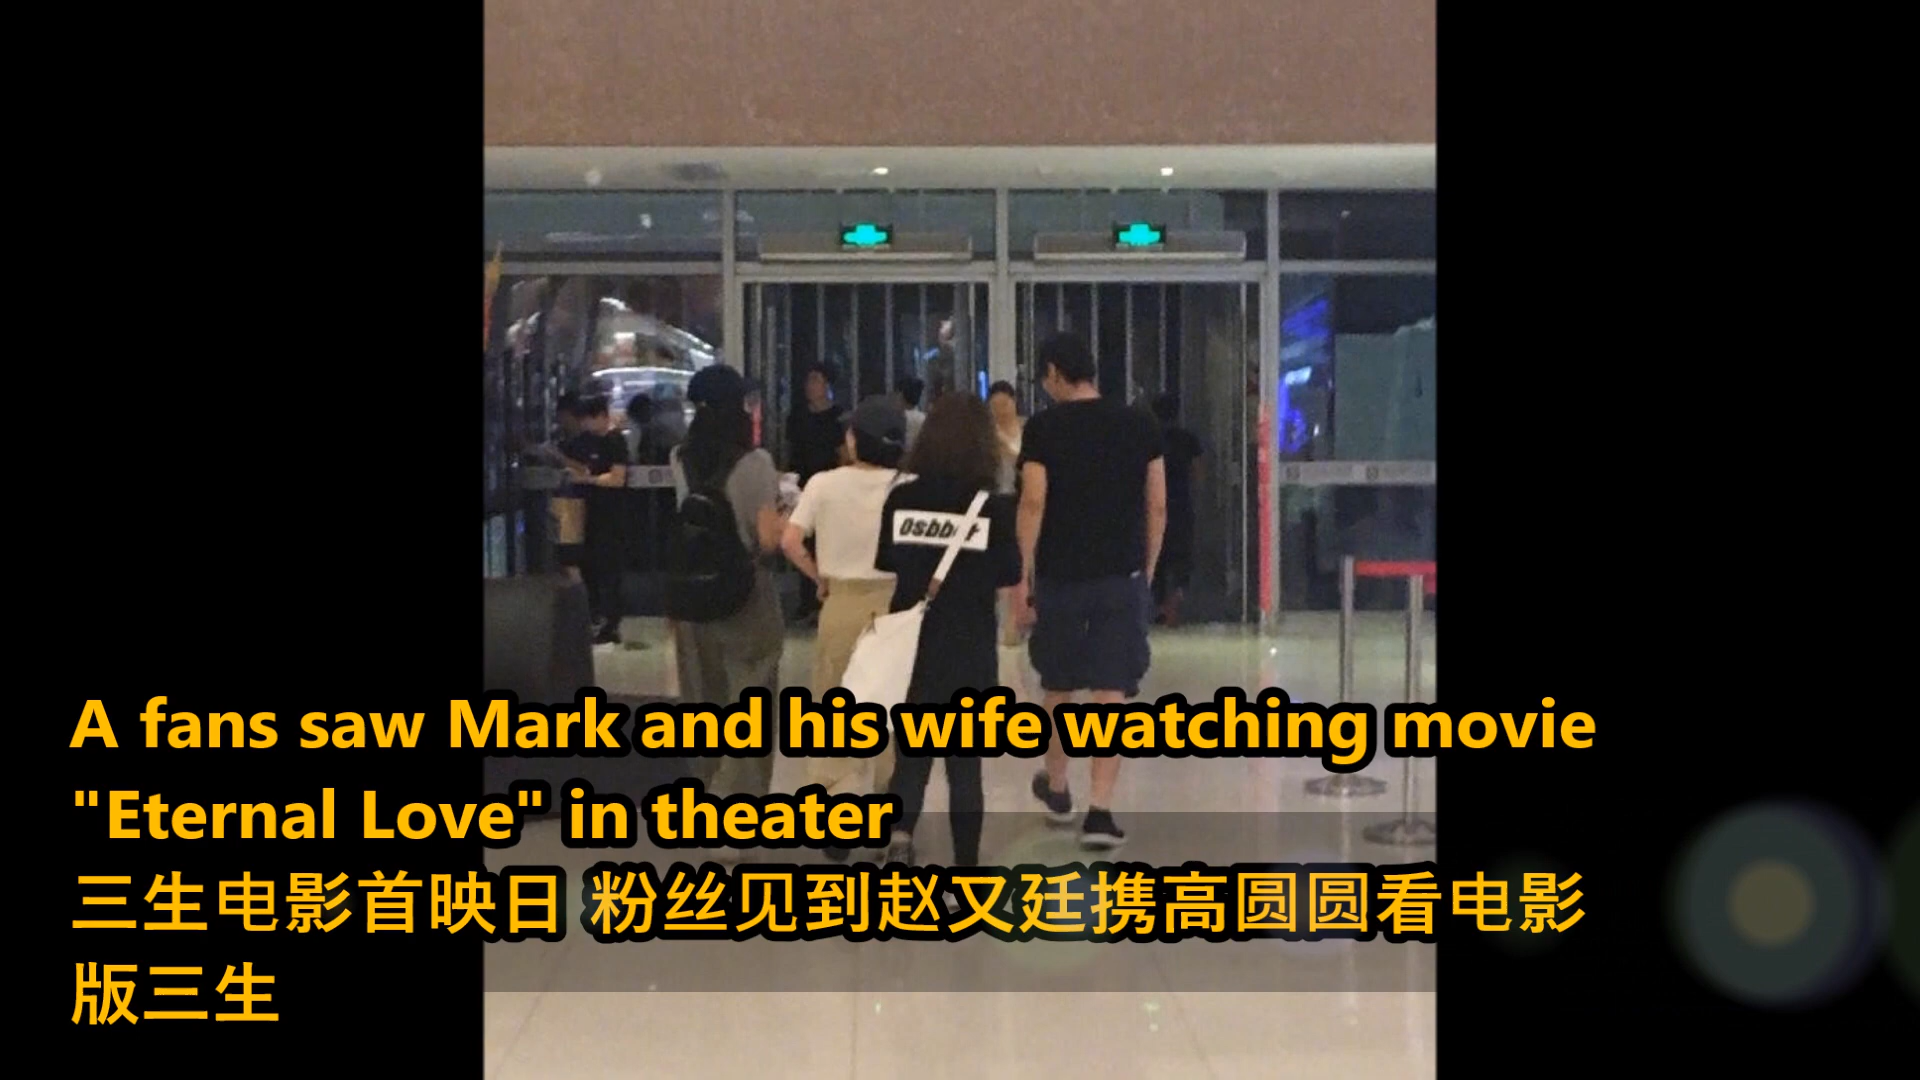 Osbb
A fans saw Mark and his wife watching movie
"Eternal Love" in theater
三生电影首映日 粉丝见到赵又廷携高圆圆看电影
版三生